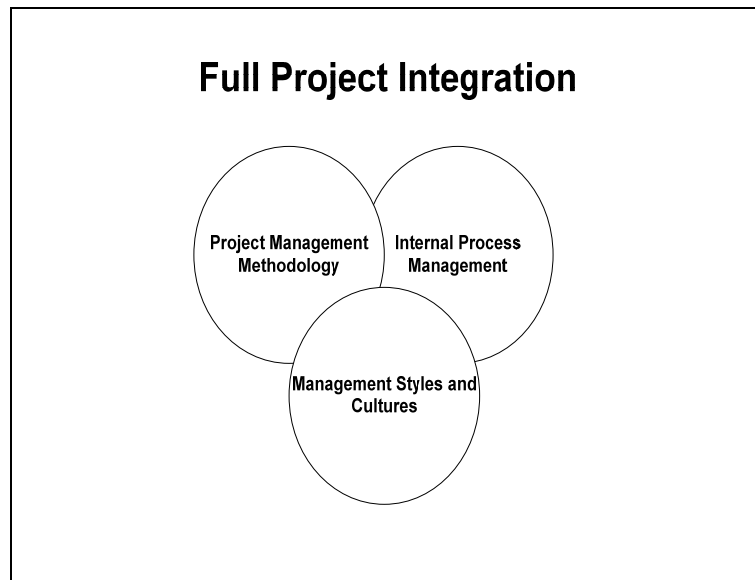 Full Project Integration
Project Management
Methodology
Internal Process
Management
Management Styles and
Cultures